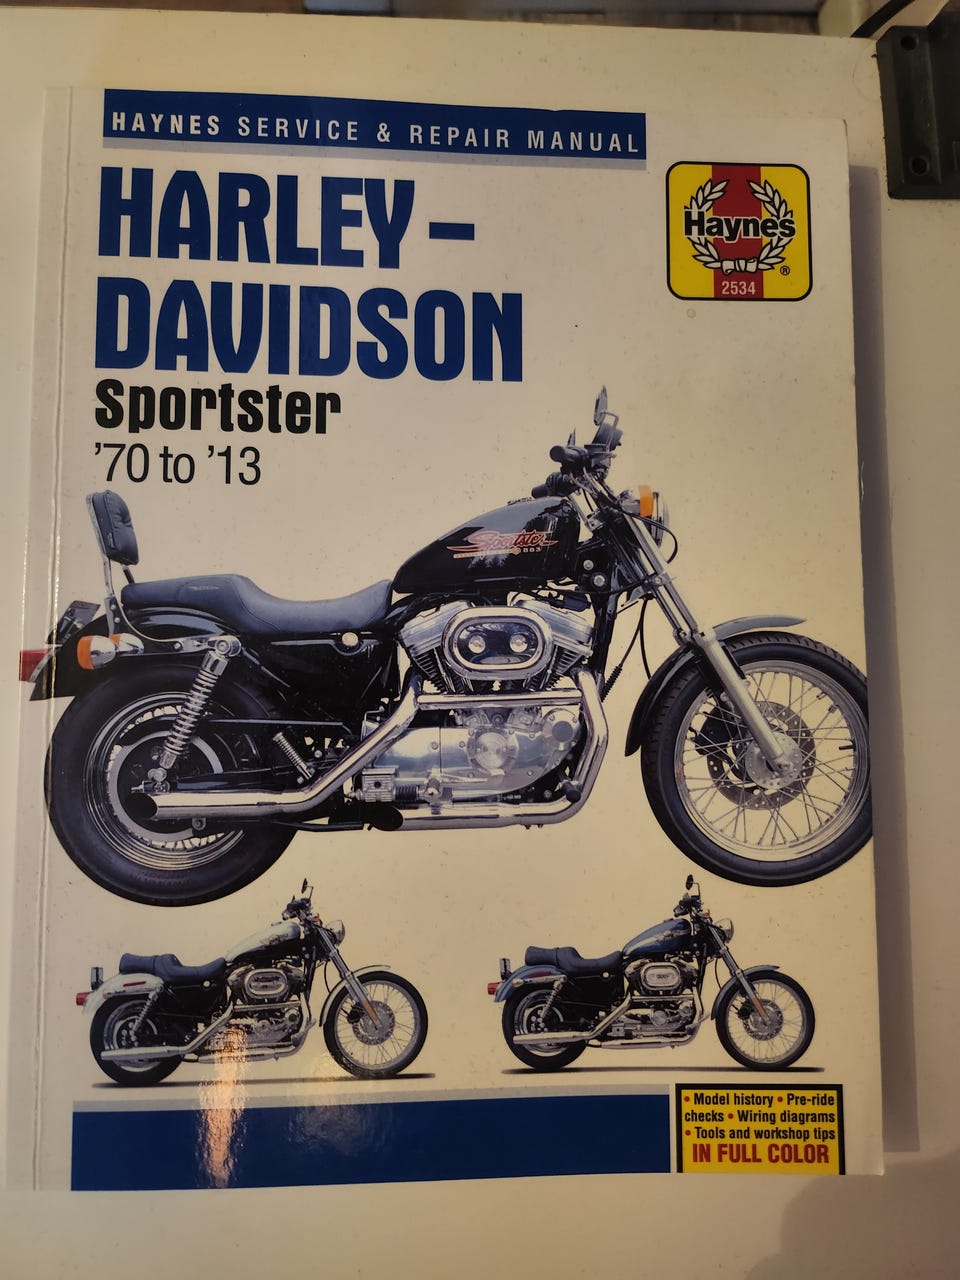 HAYNES SERVICE & REPAIR MANUAL
HARLEY-
DAVIDSON
Sportster
'70 to '13
Haynes
®
2534
Sportster
883
• Model history • Pre-ride
checks • Wiring diagrams
• Tools and workshop tips
IN FULL COLOR